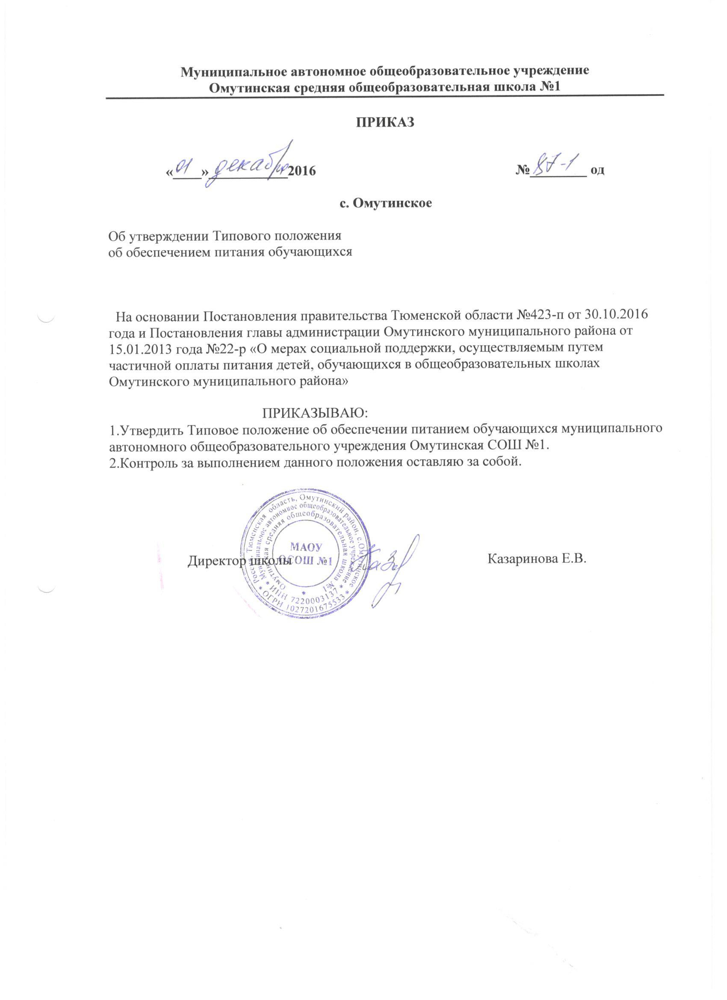 Муниципальное автономное общеобразовательное учреждение
Омутинская средняя общеобразовательная школа №1
ПРИКАЗ
«01» декабря 2016 №87-1 од
с. Омутинское
Об утверждении Типового положения
об обеспечением питания обучающихся
На основании Постановления правительства Тюменской области №423-п от 30.10.2016
года и Постановления главы администрации Омутинского муниципального района от
15.01.2013 года №22-р «О мерах социальной поддержки, осуществляемым путем
частичной оплаты питания детей, обучающихся в общеобразовательных школах
Омутинского муниципального района»
ПРИКАЗЫВАЮ:
1.Утвердить Типовое положение об обеспечении питанием обучающихся муниципального
автономного общеобразовательного учреждения Омутинская СОШ №1.
2.Контроль за выполнением данного положения оставляю за собой.
Директор школы Казаринова Е.В.
Россия, Тюменская область, Омутинский район, с.Омутинское
* ОГРН 1027201675533 *
Муниципальное автономное общеобразовательное учреждение
* ИНН 7220003137 *
Омутинская средняя общеобразовательная школа №1
*
МАОУ
ОСОШ №1